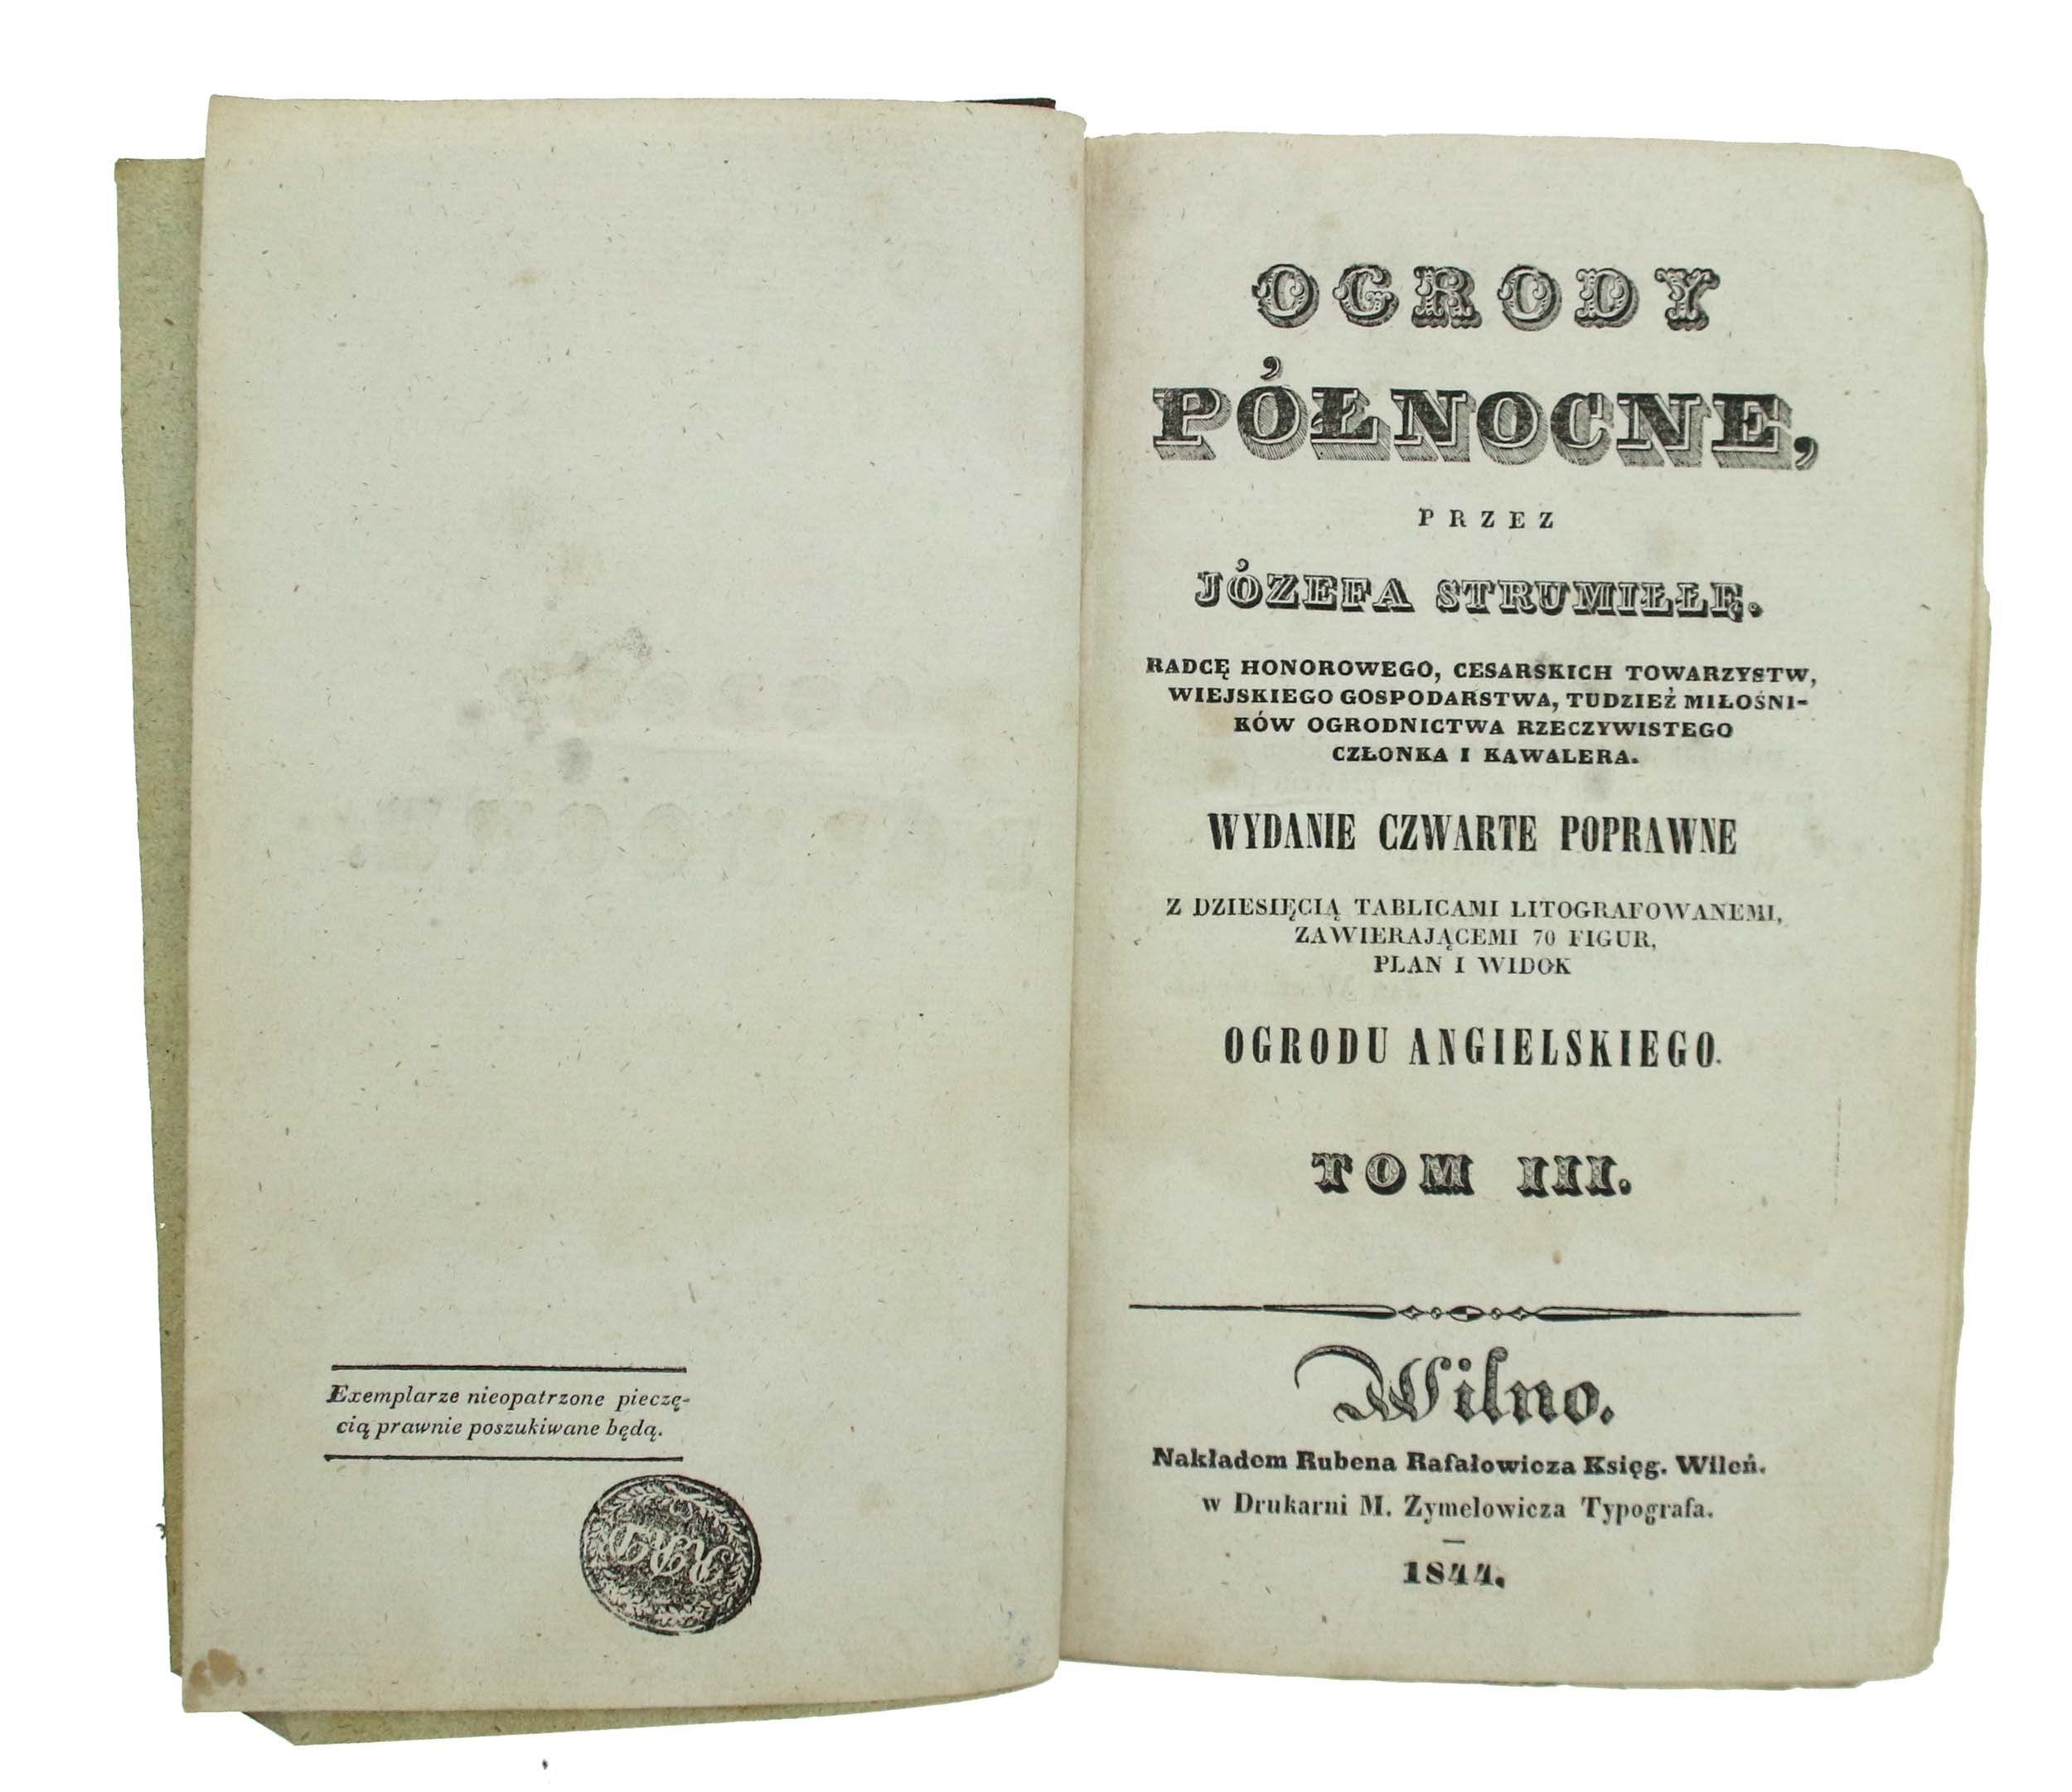 Exemplarze nieopatrzone pieczę-
cią prawnie poszukiwane będą.
OGRODY
PÓŁNOCNE,
PRZEZ
JÓZEFA STRUMIŁŁĘ.
RADCĘ HONOROWEGO, CESARSKICH TOWARZYSTW,
WIEJSKIEGO GOSPODARSTWA, TUDZIEŻ MIŁOŚNI-
KÓW OGRODNICTWA RZECZYWISTEGO
CZŁONKA I KAWALERA.
WYDANIE CZWARTE POPRAWNE
Z DZIESIĘCIĄ TABLICAMI LITOGRAFOWANEMI,
ZAWIERAJĄCEMI 70 FIGUR,
PLAN I WIDOK
OGRODU ANGIELSKIEGO.
TOM III.
Wilno.
Nakładem Rubena Rafałowicza Księg. Wileń.
w Drukarni M. Zymelowicza Typografa.
1844.